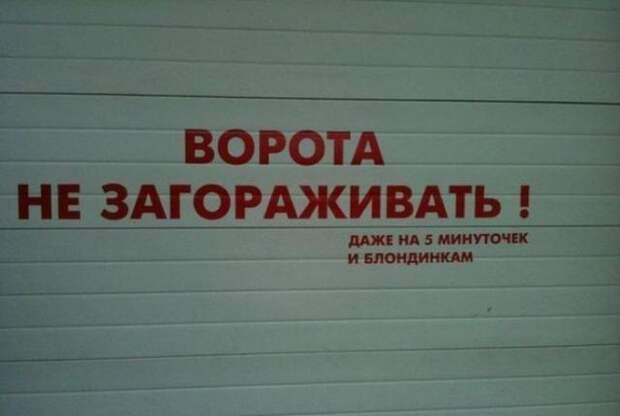 ВОРОТА
НЕ ЗАГОРАЖИВАТЬ !
ДАЖЕ НА 5 МИНУТОЧЕК
И БЛОНДИНКАМ